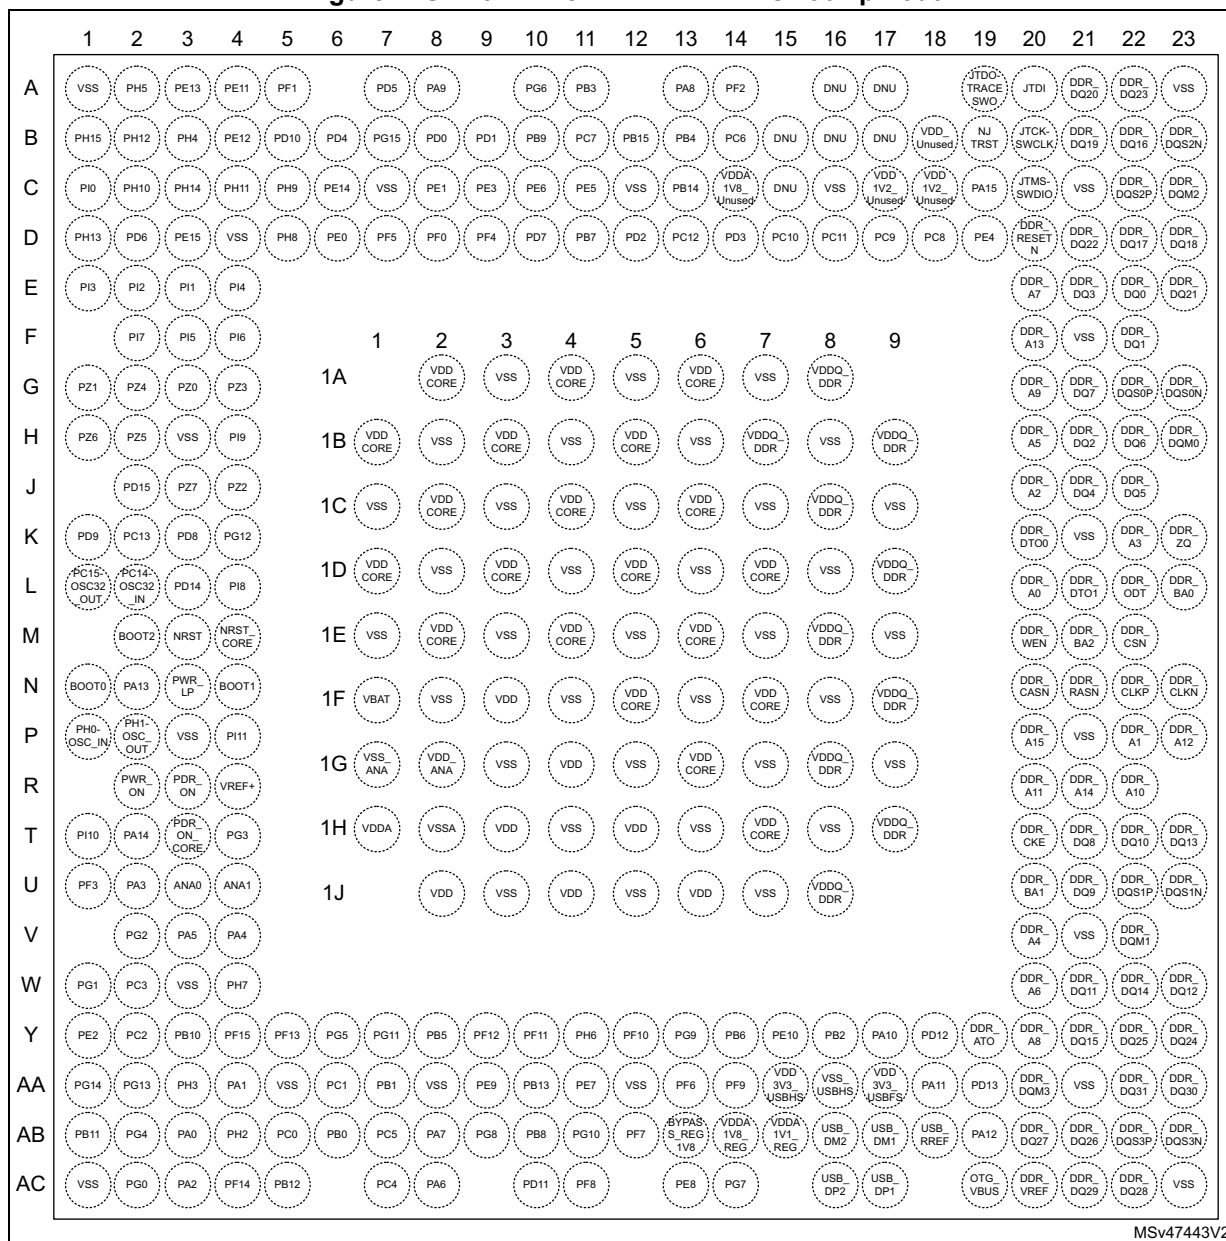 1 2 3 4 5 6 7 8 9 10 11 12 13 14 15 16 17 18 19 20 21 22 23
A VSS PH5 PE13 PE11 PF1 PD5 PA9 PG6 PB3 PA8 PF2 DNU DNU JTDO-TRACE SWO JTDI DDR_DQ20 DDR_DQ23 VSS
B PH15 PH12 PH4 PE12 PD10 PD4 PG15 PD0 PD1 PB9 PC7 PB15 PB4 PC6 DNU DNU DNU VDD_Unused NJ TRST JTCK-SWCLK DDR_DQ19 DDR_DQ16 DDR_DQS2N
C PI0 PH10 PH14 PH11 PH9 PE14 VSS PE1 PE3 PE6 PE5 VSS PB14 VDDA 1V8_Unused DNU VSS VDD 1V2_Unused VDD 1V2_Unused PA15 JTMS-SWDIO VSS DDR_DQS2P DDR_DQM2
D PH13 PD6 PE15 VSS PH8 PE0 PF5 PF0 PF4 PD7 PB7 PD2 PC12 PD3 PC10 PC11 PC9 PC8 PE4 DDR_RESET N DDR_DQ22 DDR_DQ17 DDR_DQ18
E PI3 PI2 PI1 PI4 DDR_A7 DDR_DQ3 DDR_DQ0 DDR_DQ21
F PI7 PI5 PI6 DDR_A13 VSS DDR_DQ1
1 2 3 4 5 6 7 8 9
1A VDD CORE VSS VDD CORE VSS VDD CORE VSS VDDQ_DDR
G PZ1 PZ4 PZ0 PZ3 DDR_A9 DDR_DQ7 DDR_DQS0P DDR_DQS0N
H PZ6 PZ5 VSS PI9 DDR_A5 DDR_DQ2 DDR_DQ6 DDR_DQM0
1B VDD CORE VSS VDD CORE VSS VDD CORE VSS VDDQ_DDR VSS VDDQ_DDR
J PD15 PZ7 PZ2 DDR_A2 DDR_DQ4 DDR_DQ5
1C VSS VDD CORE VSS VDD CORE VSS VDD CORE VSS VDDQ_DDR VSS
K PD9 PC13 PD8 PG12 DDR_DTO0 VSS DDR_A3 DDR_ZQ
1D VDD CORE VSS VDD CORE VSS VDD CORE VSS VDD CORE VSS VDDQ_DDR
L PC15-OSC32_OUT PC14-OSC32_IN PD14 PI8 DDR_A0 DDR_DTO1 DDR_ODT DDR_BA0
M BOOT2 NRST NRST_CORE DDR_WEN DDR_BA2 DDR_CSN
1E VSS VDD CORE VSS VDD CORE VSS VDD CORE VSS VDDQ_DDR VSS
N BOOT0 PA13 PWR_LP BOOT1 DDR_CASN DDR_RASN DDR_CLKP DDR_CLKN
1F VBAT VSS VDD VSS VDD CORE VSS VDD CORE VSS VDDQ_DDR
P PH0-OSC_IN PH1-OSC_OUT VSS PI11 DDR_A15 VSS DDR_A1 DDR_A12
1G VSS_ANA VDD_ANA VSS VDD VSS VDD CORE VSS VDDQ_DDR VSS
R PWR_ON PDR_ON VREF+ DDR_A11 DDR_A14 DDR_A10
1H VDDA VSSA VDD VSS VDD VSS VDD CORE VSS VDDQ_DDR
T PI10 PA14 PDR_ON_CORE PG3 DDR_CKE DDR_DQ8 DDR_DQ10 DDR_DQ13
U PF3 PA3 ANA0 ANA1 DDR_BA1 DDR_DQ9 DDR_DQS1P DDR_DQS1N
1J VDD VSS VDD VSS VDD VSS VDDQ_DDR
V PG2 PA5 PA4 DDR_A4 VSS DDR_DQM1
W PG1 PC3 VSS PH7 DDR_A6 DDR_DQ11 DDR_DQ14 DDR_DQ12
Y PE2 PC2 PB10 PF15 PF13 PG5 PG11 PB5 PF12 PF11 PH6 PF10 PG9 PB6 PE10 PB2 PA10 PD12 DDR_ATO DDR_A8 DDR_DQ15 DDR_DQ25 DDR_DQ24
AA PG14 PG13 PH3 PA1 VSS PC1 PB1 VSS PE9 PB13 PE7 VSS PF6 PF9 VDD 3V3_USBHS VSS_USBHS VDD 3V3_USBFS PA11 PD13 DDR_DQM3 VSS DDR_DQ31 DDR_DQ30
AB PB11 PG4 PA0 PH2 PC0 PB0 PC5 PA7 PG8 PB8 PG10 PF7 BYPAS S_REG 1V8 VDDA 1V8_REG VDDA 1V1_REG USB_DM2 USB_DM1 USB_RREF PA12 DDR_DQ27 DDR_DQ26 DDR_DQS3P DDR_DQS3N
AC VSS PG0 PA2 PF14 PB12 PC4 PA6 PD11 PF8 PE8 PG7 USB_DP2 USB_DP1 OTG_VBUS DDR_VREF DDR_DQ29 DDR_DQ28 VSS
MSv47443V2